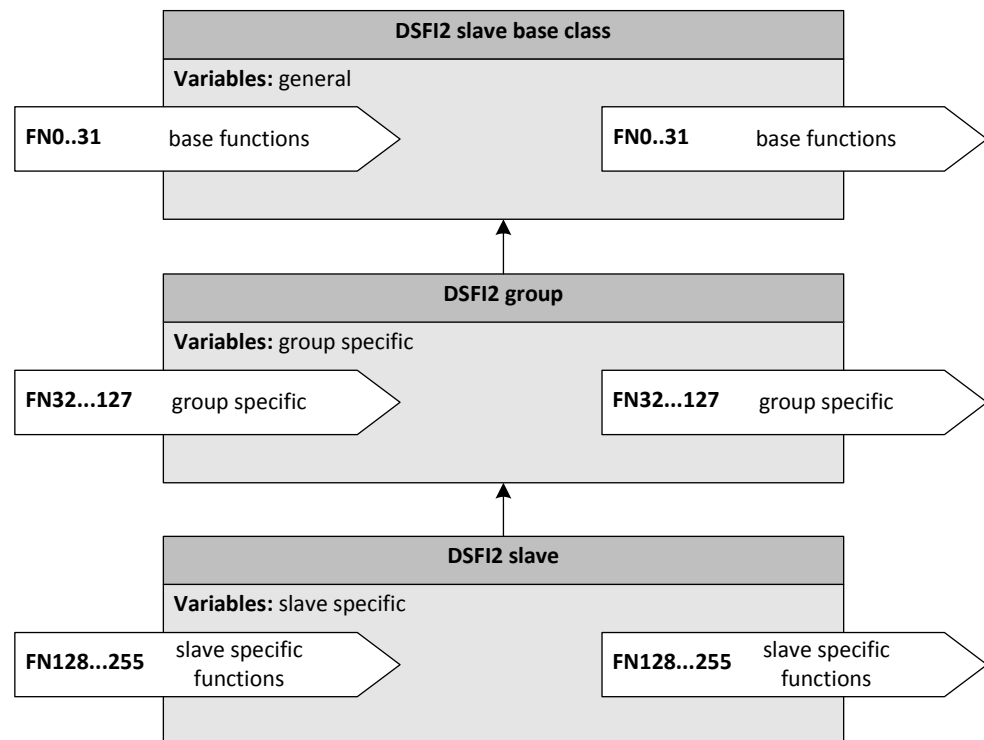 DSFI2 slave base class
Variables: general
FN0..31 base functions
FN0..31 base functions
DSFI2 group
Variables: group specific
FN32...127 group specific
FN32...127 group specific
DSFI2 slave
Variables: slave specific
FN128...255 slave specific
functions
FN128...255 slave specific
functions